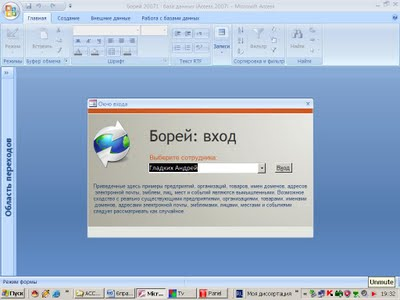 Борей 2007 : база данных (Access 2007) - Microsoft Access
Главная Создание Внешние данные Работа с базами данных
Режим Вставить Записи Найти
Фильтр
Режимы Буфер обмена Шрифт Текст RTF Сортировка и фильтр Найти
Область переходов
Окно входа
Борей: вход
Выберите сотрудника:
Гладких Андрей
Вход
Приведенные здесь примеры предприятий, организаций, товаров, имен доменов, адресов
электронной почты, эмблем, лиц, мест и событий являются вымышленными. Возможное
сходство с реально существующими предприятиями, организациями, товарами, именами
доменов, адресами электронной почты, эмблемами, лицами, местами и событиями
следует рассматривать как случайное.
Режим формы
Unmute
Пуск ACC... Micr... TV Panel Моя диссертация 19:32